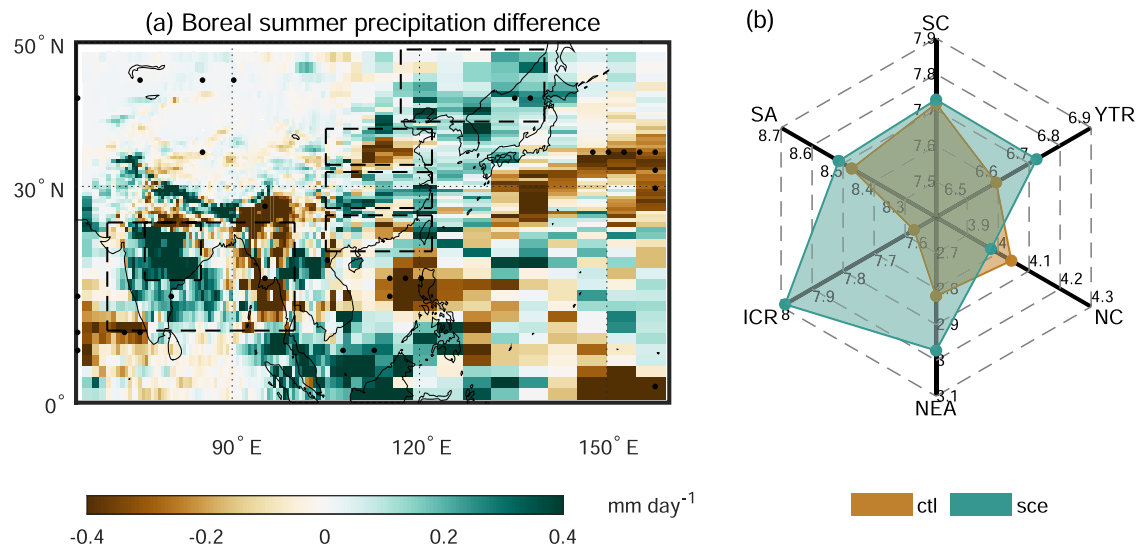 (a) Boreal summer precipitation difference
50° N
30° N
0°
90° E
120° E
150° E
mm day-1
-0.4
-0.2
0
0.2
0.4
(b)
SC
7.9
7.8
7.7
7.6
7.5
YTR
6.9
6.8
6.7
6.6
6.5
SA
8.7
8.6
8.5
8.4
8.3
NC
3.9
4
4.1
4.2
4.3
ICR
7.6
7.7
7.8
7.9
8
NEA
2.7
2.8
2.9
3
3.1
ctl
sce